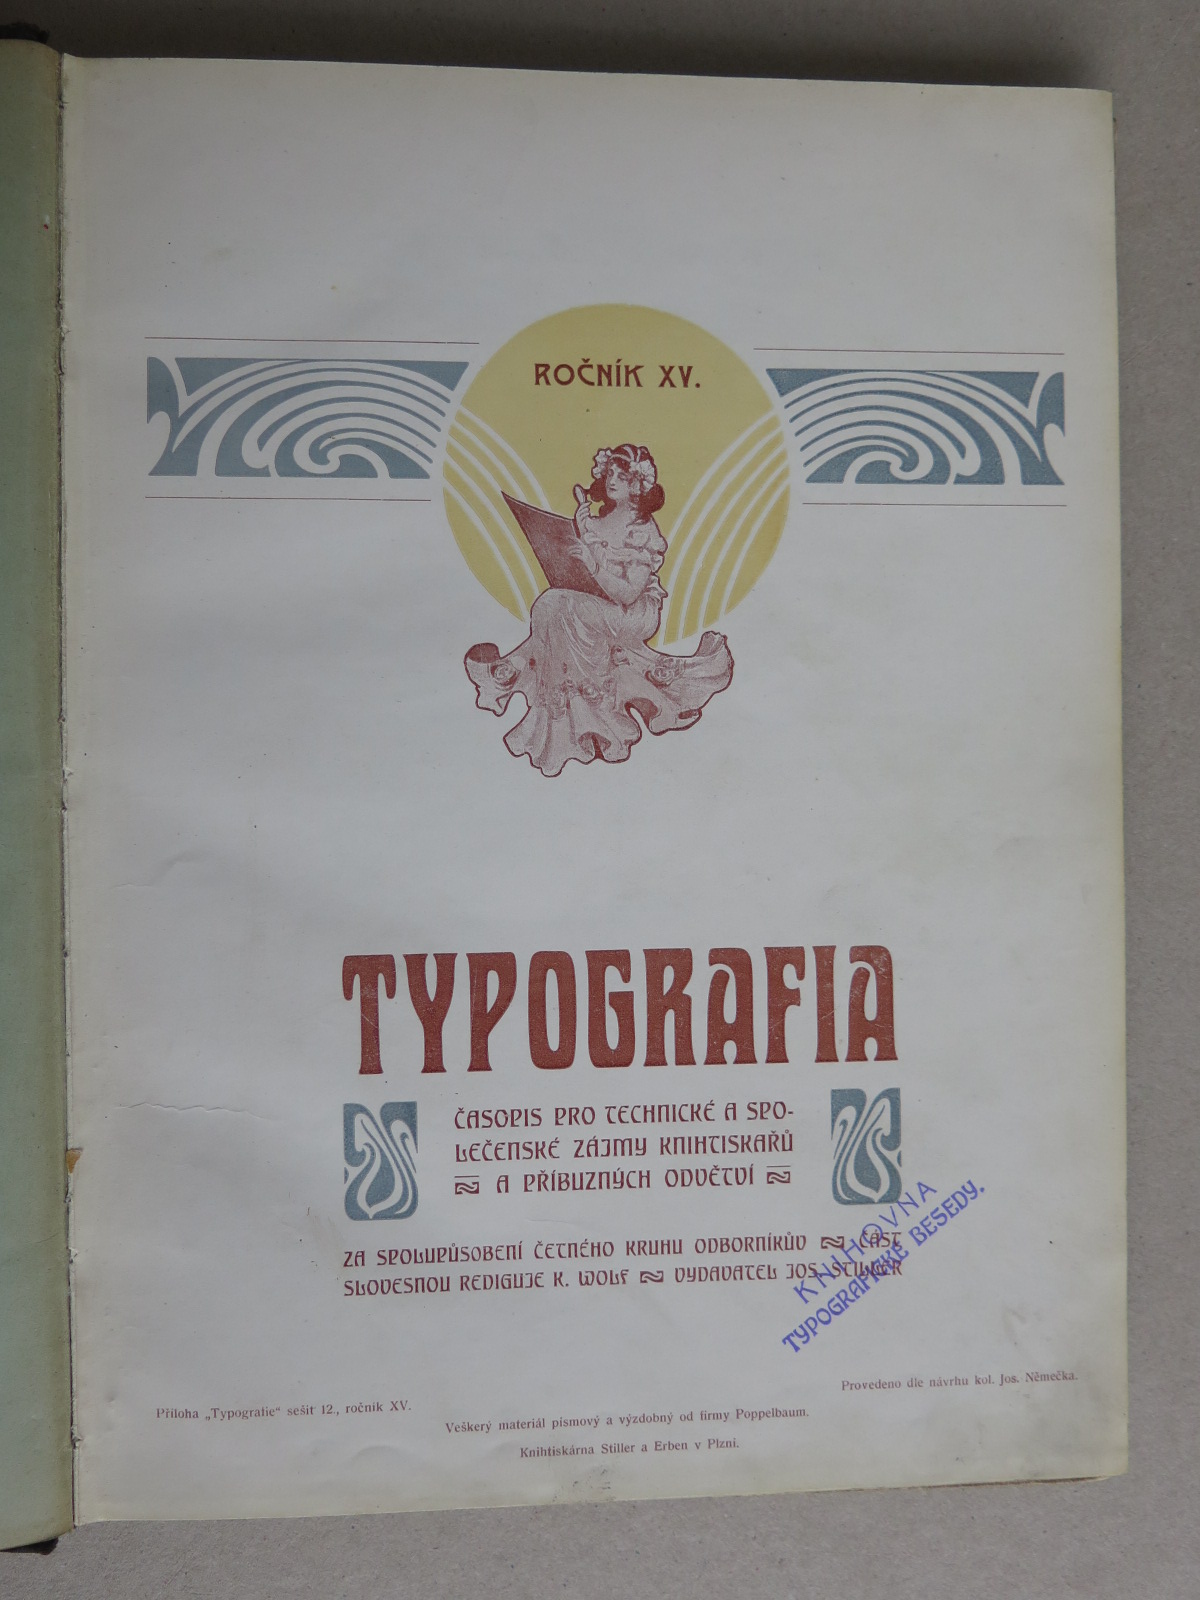 ROČNÍK XV.
TYPOGRAFIA
ČASOPIS PRO TECHNICKÉ A SPO-
LEČENSKÉ ZÁJMY KNIHTISKAŘŮ
A PŘÍBUZNÝCH ODVĚTVÍ
ZA SPOLUPŮSOBENÍ ČETNÉHO KRUHU ODBORNÍKŮV ČÁST
SLOVESNOU REDIGUJE K. WOLF VYDAVATEL JOS. STILLER
KNIHOVNA
TYPOGRAFICKÉ BESEDY.
Provedeno dle návrhu kol. Jos. Němečka.
Příloha „Typografie“ sešit 12., ročník XV.
Veškerý materiál písmový a výzdobný od firmy Poppelbaum.
Knihtiskárna Stiller a Erben v Plzni.